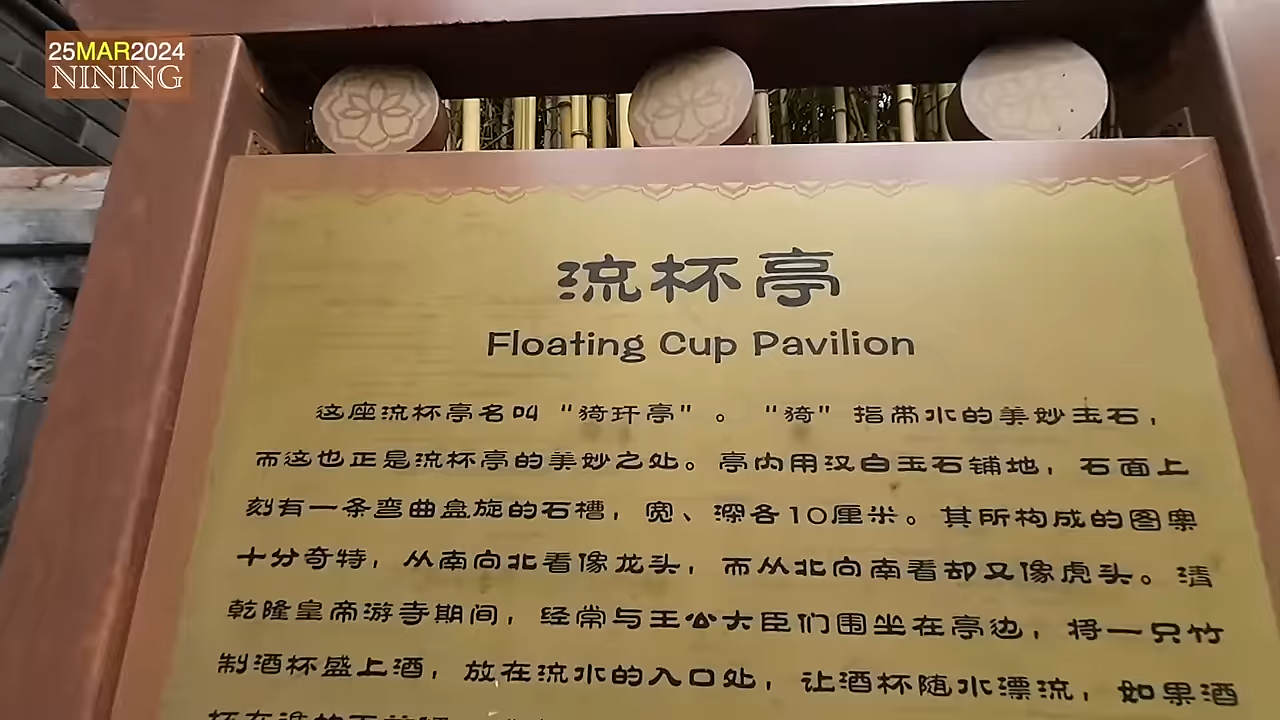 25MAR2024
NINING
流杯亭
Floating Cup Pavilion
这座流杯亭名叫“猗玕亭”。“猗”指带水的美妙玉石，
而这也正是流杯亭的美妙之处。亭内用汉白玉石铺地，石面上
刻有一条弯曲盘旋的石槽，宽、深各10厘米。其所构成的图案
十分奇特，从南向北看像龙头，而从北向南看却又像虎头。清
乾隆皇帝游寺期间，经常与王公大臣们围坐在亭边，将一只竹
制酒杯盛上酒，放在流水的入口处，让酒杯随水漂流，如果酒